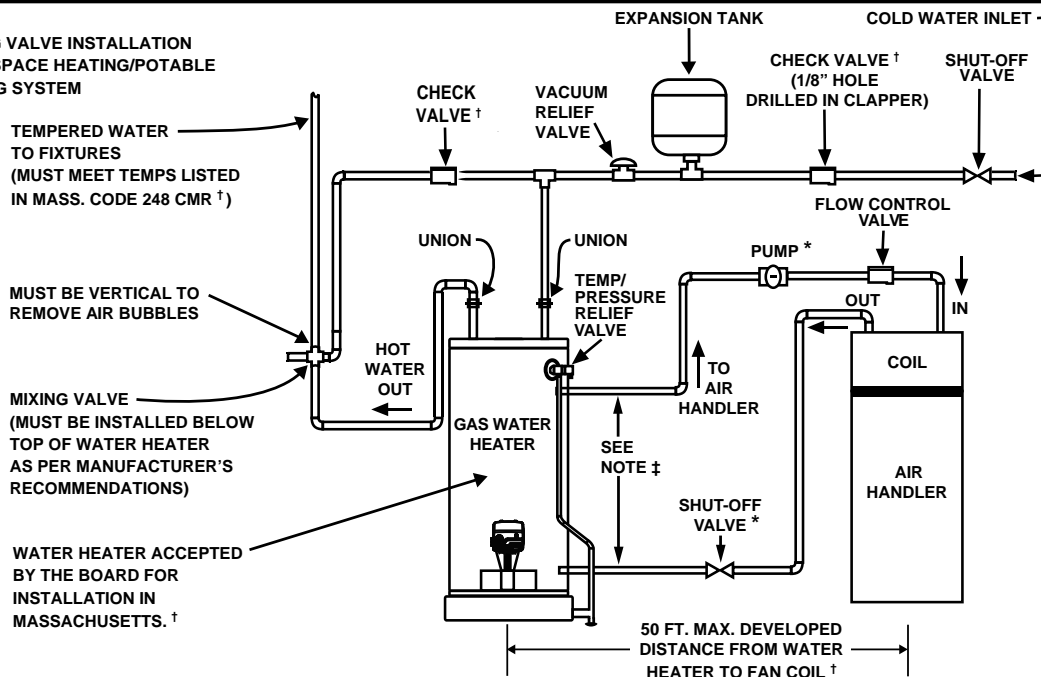 EXPANSION TANK
COLD WATER INLET
VALVE INSTALLATION
SPACE HEATING/POTABLE
SYSTEM
CHECK VALVE †
(1/8” HOLE
DRILLED IN CLAPPER)
SHUT-OFF
VALVE
CHECK
VALVE †
VACUUM
RELIEF
VALVE
TEMPERED WATER
TO FIXTURES
(MUST MEET TEMPS LISTED
IN MASS. CODE 248 CMR †)
FLOW CONTROL
VALVE
UNION
UNION
PUMP *
TEMP/
PRESSURE
RELIEF
VALVE
MUST BE VERTICAL TO
REMOVE AIR BUBBLES
OUT
IN
HOT
WATER
OUT
COIL
TO
AIR
HANDLER
MIXING VALVE
(MUST BE INSTALLED BELOW
TOP OF WATER HEATER
AS PER MANUFACTURER’S
RECOMMENDATIONS)
GAS WATER
HEATER
SEE
NOTE ‡
AIR
HANDLER
SHUT-OFF
VALVE *
WATER HEATER ACCEPTED
BY THE BOARD FOR
INSTALLATION IN
MASSACHUSETTS. †
50 FT. MAX. DEVELOPED
DISTANCE FROM WATER
HEATER TO FAN COIL †